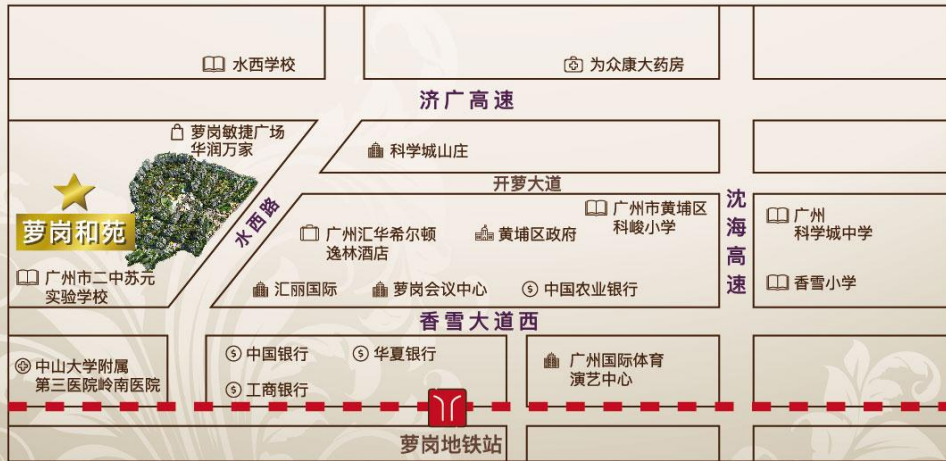 水西学校
为众康大药房
济广高速
萝岗敏捷广场
华润万家
科学城山庄
开萝大道
萝岗和苑
水西路
广州汇华希尔顿
逸林酒店
黄埔区政府
广州市黄埔区
科峻小学
沈海高速
广州
科学城中学
广州市二中苏元
实验学校
汇丽国际
萝岗会议中心
中国农业银行
香雪小学
香雪大道西
中山大学附属
第三医院岭南医院
中国银行
华夏银行
工商银行
广州国际体育
演艺中心
萝岗地铁站